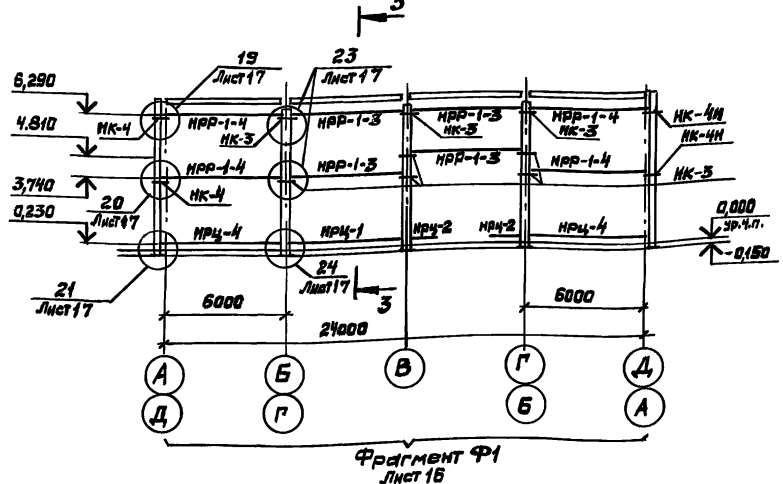 3
19
Лист 17
23
Лист 17
6,290
НК-4
НРР-1-4
НК-3
НРР-1-3
НК-3
НРР-1-4
НК-3
НК-4Н
4.810
НК-4Н
НРР-1-4
НРР-1-3
НРР-1-3
НРР-1-4
3,740
НК-4
НК-3
20
Лист 17
0,230
НРЦ-4
НРЦ-1
НРЦ-2
НРЦ-2
НРЦ-4
0,000
ур.ч.п.
-0,150
21
Лист 17
24
Лист 17
3
6000
6000
24000
А Б В Г Д
Д Г Б А
Фрагмент Ф1
Лист 16